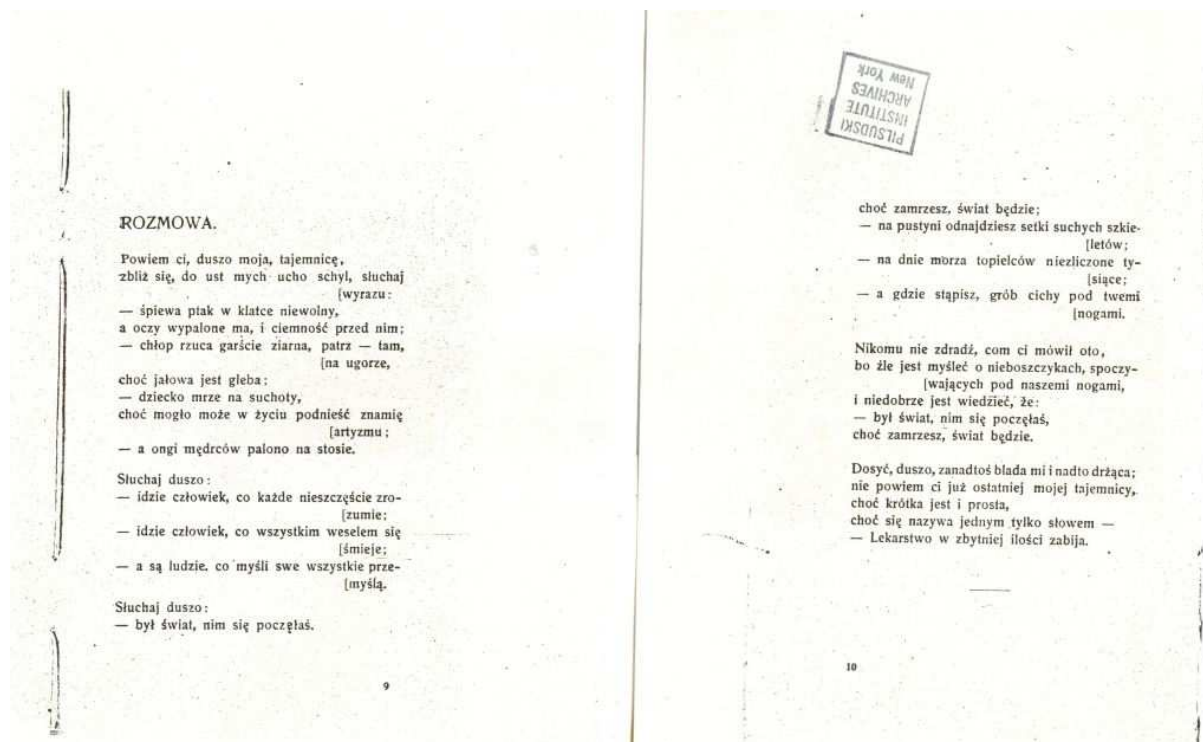 ROZMOWA.
Powiem ci, duszo moja, tajemnicę,
zbliż się, do ust mych ucho schyl, słuchaj
[wyrazu:
— śpiewa ptak w klatce niewolny,
a oczy wypalone ma, i ciemność przed nim;
— chłop rzuca garście ziarna, patrz — tam,
[na ugorze,
choć jałowa jest gleba;
— dziecko mrze na suchoty,
choć mogło może w życiu podnieść znamię
[artyzmu;
— a ongi mędrców palono na stosie.
Słuchaj duszo:
— idzie człowiek, co każde nieszczęście zro-
[zumie;
— idzie człowiek, co wszystkim weselem się
[śmieje;
— a są ludzie. co myśli swe wszystkie prze-
[myślą.
Słuchaj duszo:
— był świat, nim się poczęłaś.
9
PILSUDSKI
INSTITUTE
ARCHIVES
New York
choć zamrzesz, świat będzie;
— na pustyni odnajdziesz setki suchych szkie-
[letów;
— na dnie morza topielców niezliczone ty-
[siące;
— a gdzie stąpisz, grób cichy pod twemi
[nogami.
Nikomu nie zdradź, com ci mówił oto,
bo źle jest myśleć o nieboszczykach, spoczy-
[wających pod naszemi nogami,
i niedobrze jest wiedzieć, że:
— był świat, nim się poczęłaś,
choć zamrzesz, świat będzie.
Dosyć, duszo, zanadtoś blada mi i nadto drżąca;
nie powiem ci już ostatniej mojej tajemnicy,
choć krótka jest i prosta,
choć się nazywa jednym tylko słowem —
— Lekarstwo w zbytniej ilości zabija.
10